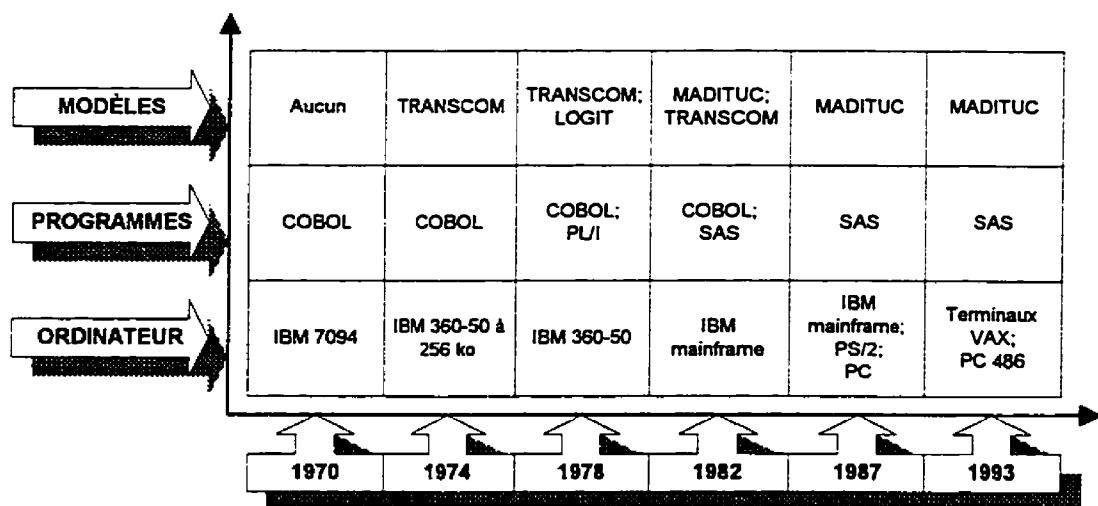 MODÈLES
Aucun
TRANSCOM
TRANSCOM;
LOGIT
MADITUC;
TRANSCOM
MADITUC
MADITUC
PROGRAMMES
COBOL
COBOL
COBOL;
PL/I
COBOL;
SAS
SAS
SAS
ORDINATEUR
IBM 7094
IBM 360-50 à
256 ko
IBM 360-50
IBM
mainframe
IBM
mainframe;
PS/2;
PC
Terminaux
VAX;
PC 486
1970
1974
1978
1982
1987
1993